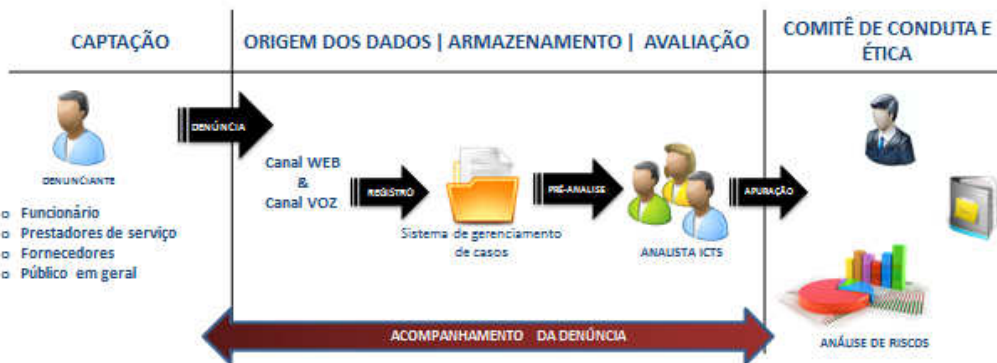 CAPTAÇÃO
ORIGEM DOS DADOS | ARMAZENAMENTO | AVALIAÇÃO
COMITÊ DE CONDUTA E
ÉTICA
DENÚNCIA
DENUNCIANTE
o Funcionário
o Prestadores de serviço
o Fornecedores
o Público em geral
Canal WEB
&
Canal VOZ
REGISTRO
Sistema de gerenciamento
de casos
PRÉ-ANALISE
ANALISTA ICTS
APURAÇÃO
ANÁLISE DE RISCOS
ACOMPANHAMENTO DA DENÚNCIA